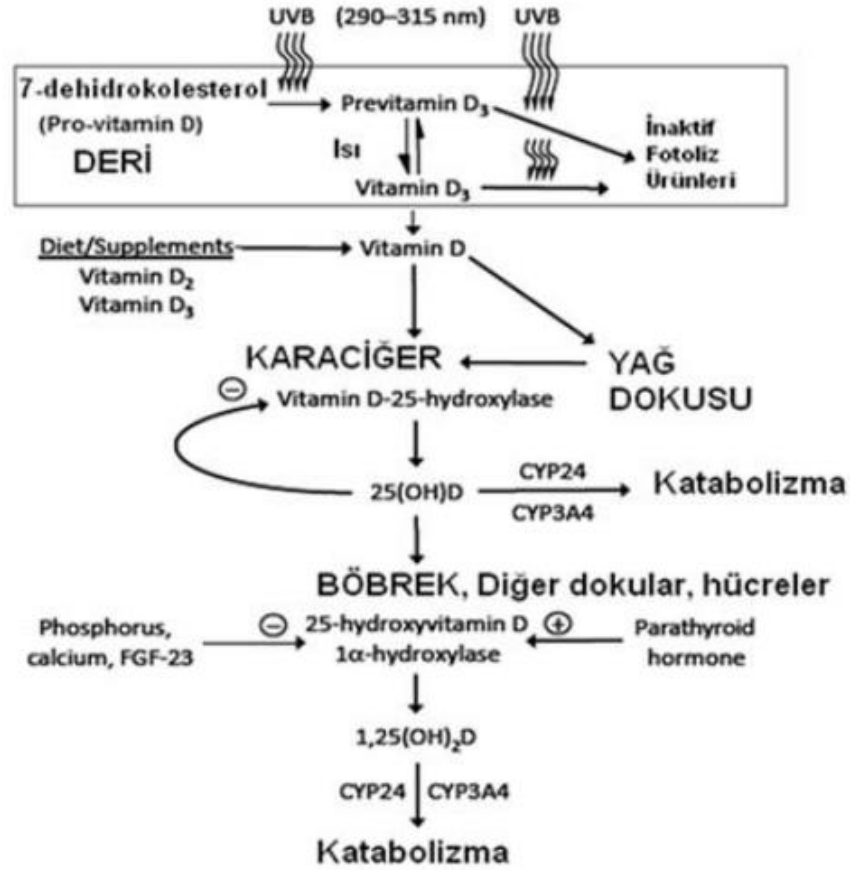 UVB (290–315 nm) UVB
7-dehidrokolesterol
(Pro-vitamin D)
DERİ
Previtamin D₃
Isı
Vitamin D₃
İnaktif
Fotoliz
Ürünleri
Diet/Supplements
Vitamin D₂
Vitamin D₃
Vitamin D
KARACİĞER
YAĞ
DOKUSU
− Vitamin D-25-hydroxylase
25(OH)D
CYP24
CYP3A4
Katabolizma
BÖBREK, Diğer dokular, hücreler
Phosphorus,
calcium, FGF-23
− 25-hydroxyvitamin D +
1α-hydroxylase
Parathyroid
hormone
1,25(OH)₂D
CYP24 CYP3A4
Katabolizma